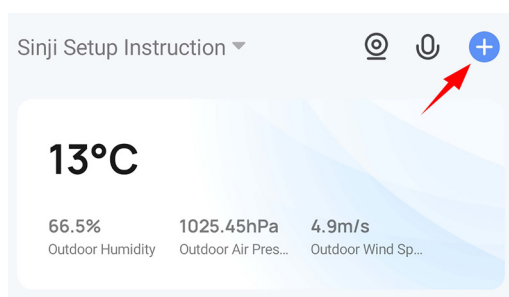 Sinji Setup Instruction
13°C
66.5% 1025.45hPa 4.9m/s
Outdoor Humidity Outdoor Air Pres... Outdoor Wind Sp...